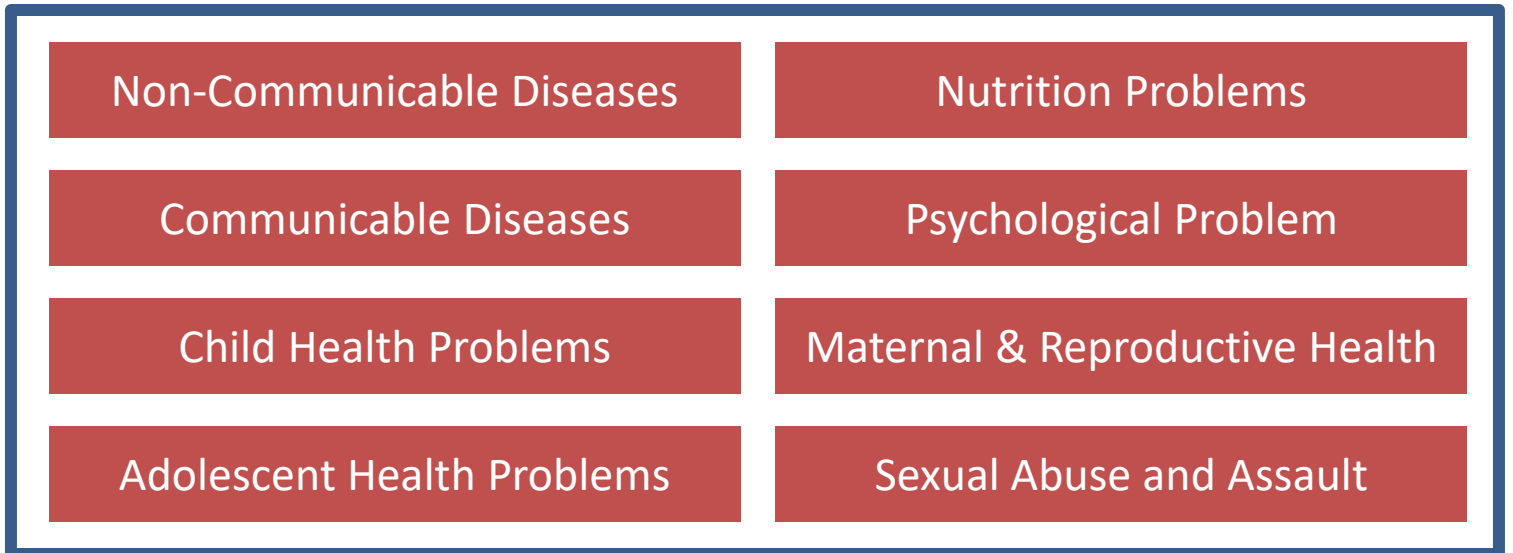 Non-Communicable Diseases
Nutrition Problems
Communicable Diseases
Psychological Problem
Child Health Problems
Maternal & Reproductive Health
Adolescent Health Problems
Sexual Abuse and Assault